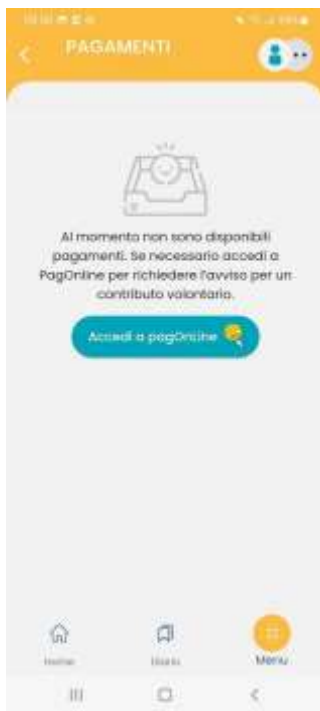 PAGAMENTI
Al momento non sono disponibili
pagamenti. Se necessario accedi a
PagOnline per richiedere l'avviso per un
contributo volontario.
Accedi a pagOnline
Home
Diario
Menu